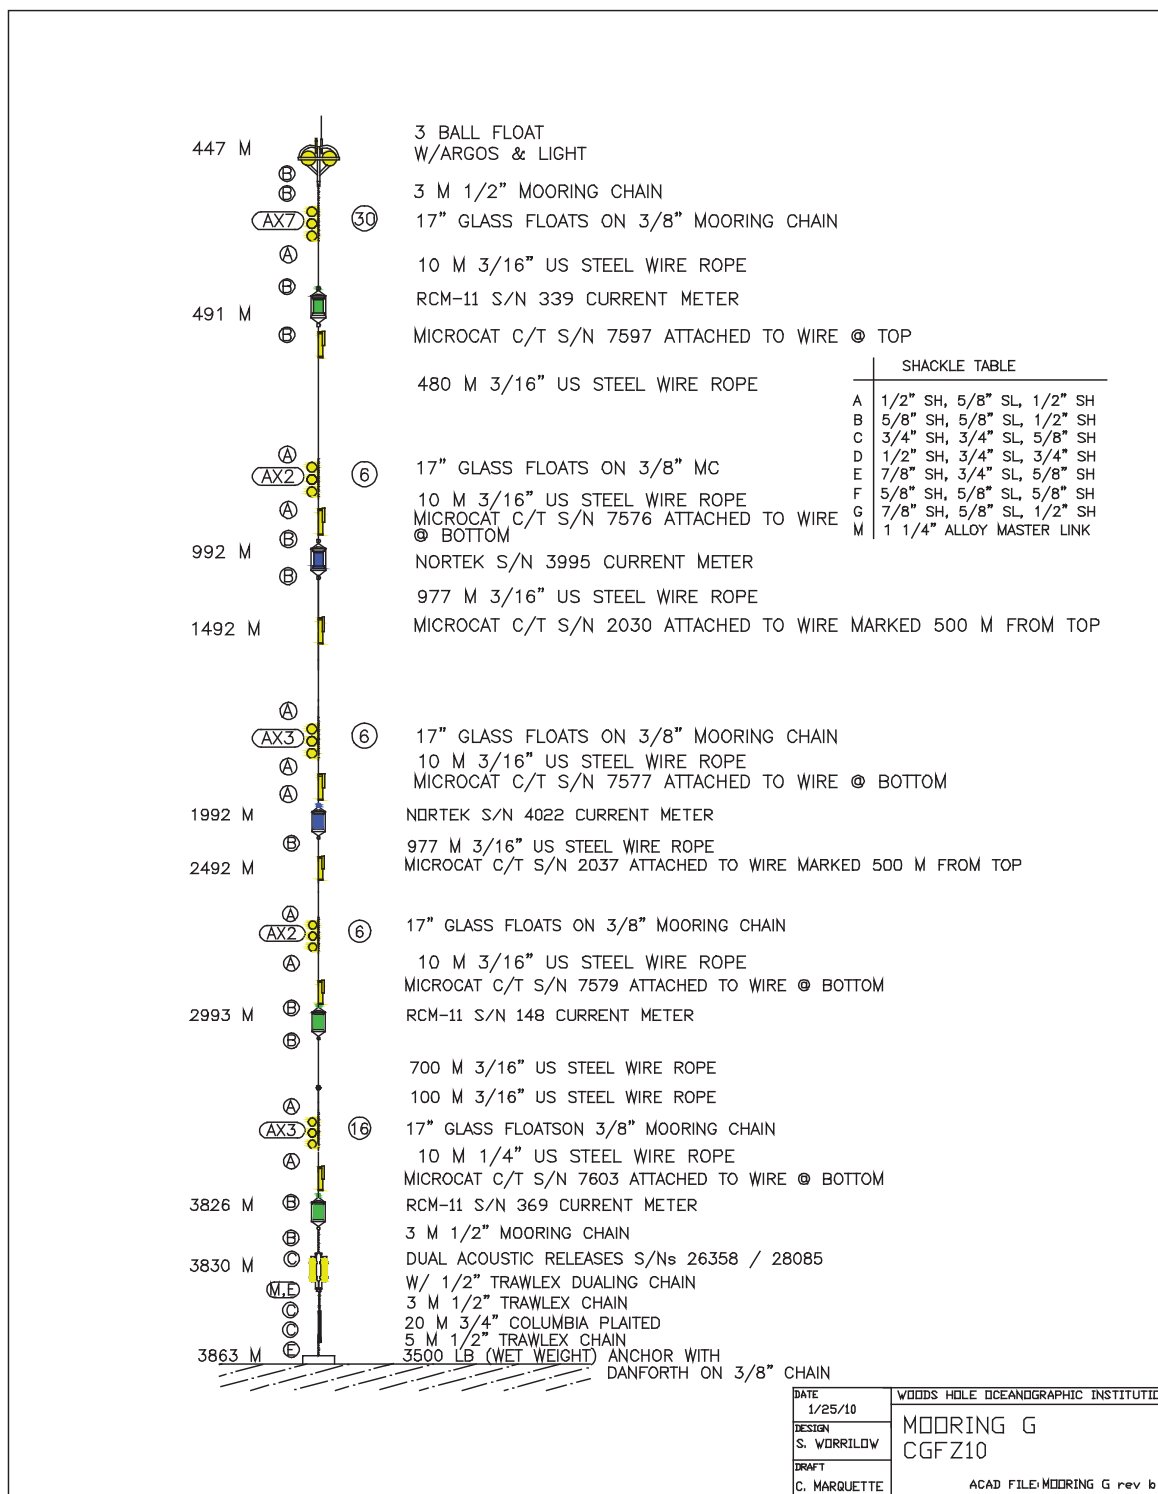 447 M
3 BALL FLOAT
W/ARGOS & LIGHT
B
B
3 M 1/2" MOORING CHAIN
AX7
30
17" GLASS FLOATS ON 3/8" MOORING CHAIN
A
10 M 3/16" US STEEL WIRE ROPE
B
491 M
RCM-11 S/N 339 CURRENT METER
B
MICROCAT C/T S/N 7597 ATTACHED TO WIRE @ TOP
480 M 3/16" US STEEL WIRE ROPE
SHACKLE TABLE
A 1/2" SH, 5/8" SL, 1/2" SH
B 5/8" SH, 5/8" SL, 1/2" SH
C 3/4" SH, 3/4" SL, 5/8" SH
D 1/2" SH, 3/4" SL, 3/4" SH
E 7/8" SH, 3/4" SL, 5/8" SH
F 5/8" SH, 5/8" SL, 5/8" SH
G 7/8" SH, 5/8" SL, 1/2" SH
M 1 1/4" ALLOY MASTER LINK
A
AX2
6
17" GLASS FLOATS ON 3/8" MC
A
10 M 3/16" US STEEL WIRE ROPE
MICROCAT C/T S/N 7576 ATTACHED TO WIRE
@ BOTTOM
B
992 M
NORTEK S/N 3995 CURRENT METER
B
977 M 3/16" US STEEL WIRE ROPE
1492 M
MICROCAT C/T S/N 2030 ATTACHED TO WIRE MARKED 500 M FROM TOP
A
AX3
6
17" GLASS FLOATS ON 3/8" MOORING CHAIN
A
10 M 3/16" US STEEL WIRE ROPE
MICROCAT C/T S/N 7577 ATTACHED TO WIRE @ BOTTOM
A
1992 M
NORTEK S/N 4022 CURRENT METER
B
977 M 3/16" US STEEL WIRE ROPE
2492 M
MICROCAT C/T S/N 2037 ATTACHED TO WIRE MARKED 500 M FROM TOP
A
AX2
6
17" GLASS FLOATS ON 3/8" MOORING CHAIN
A
10 M 3/16" US STEEL WIRE ROPE
MICROCAT C/T S/N 7579 ATTACHED TO WIRE @ BOTTOM
B
2993 M
RCM-11 S/N 148 CURRENT METER
B
700 M 3/16" US STEEL WIRE ROPE
100 M 3/16" US STEEL WIRE ROPE
A
AX3
16
17" GLASS FLOATSON 3/8" MOORING CHAIN
A
10 M 1/4" US STEEL WIRE ROPE
MICROCAT C/T S/N 7603 ATTACHED TO WIRE @ BOTTOM
3826 M
B
RCM-11 S/N 369 CURRENT METER
B
3 M 1/2" MOORING CHAIN
C
3830 M
DUAL ACOUSTIC RELEASES S/Ns 26358 / 28085
W/ 1/2" TRAWLEX DUALING CHAIN
M,E
3 M 1/2" TRAWLEX CHAIN
C
20 M 3/4" COLUMBIA PLAITED
C
5 M 1/2" TRAWLEX CHAIN
E
3863 M
3500 LB (WET WEIGHT) ANCHOR WITH
DANFORTH ON 3/8" CHAIN
DATE
1/25/10
WOODS HOLE OCEANOGRAPHIC INSTITUTIO
DESIGN
S. WORRILOW
MOORING G
CGFZ10
DRAFT
C. MARQUETTE
ACAD FILE:MOORING G rev b